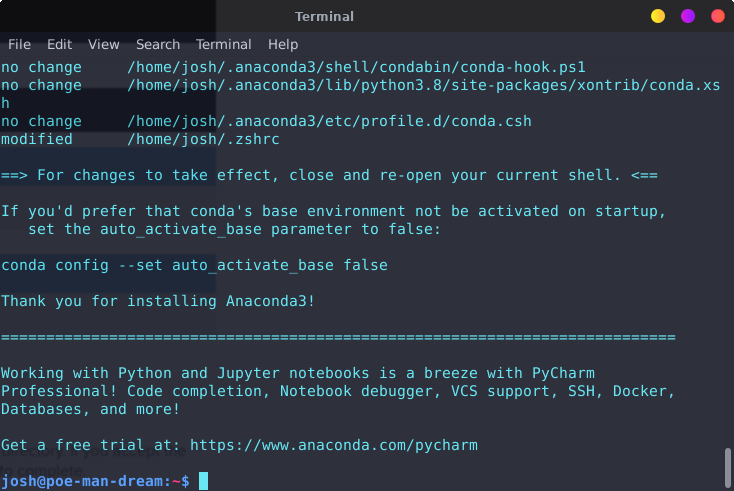 Terminal
File Edit View Search Terminal Help
no change     /home/josh/.anaconda3/shell/condabin/conda-hook.ps1
no change     /home/josh/.anaconda3/lib/python3.8/site-packages/xontrib/conda.xs
h
no change     /home/josh/.anaconda3/etc/profile.d/conda.csh
modified      /home/josh/.zshrc
==> For changes to take effect, close and re-open your current shell. <==
If you'd prefer that conda's base environment not be activated on startup,
   set the auto_activate_base parameter to false:
conda config --set auto_activate_base false
Thank you for installing Anaconda3!
===========================================================================
Working with Python and Jupyter notebooks is a breeze with PyCharm
Professional! Code completion, Notebook debugger, VCS support, SSH, Docker,
Databases, and more!
Get a free trial at: https://www.anaconda.com/pycharm
to complete
josh@poe-man-dream:~$